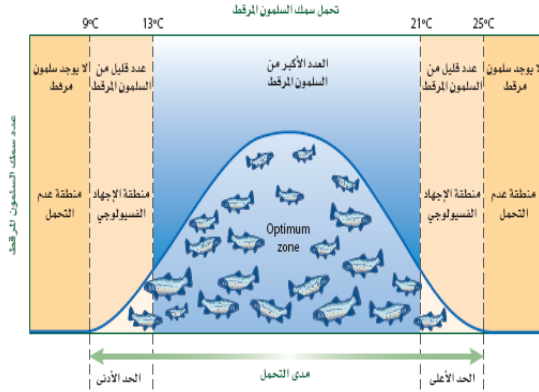 تحمل سمك السلمون المرقط
9°C 13°C 21°C 25°C
لا يوجد سلمون
مرقط
عدد قليل من
السلمون المرقط
العدد الأكبر من
السلمون المرقط
عدد قليل من
السلمون المرقط
لا يوجد سلمون
مرقط
عدد سمك السلمون المرقط
منطقة عدم
التحمل
منطقة الإجهاد
الفسيولوجي
Optimum
zone
منطقة الإجهاد
الفسيولوجي
منطقة عدم
التحمل
الحد الأدنى
مدى التحمل
الحد الأعلى